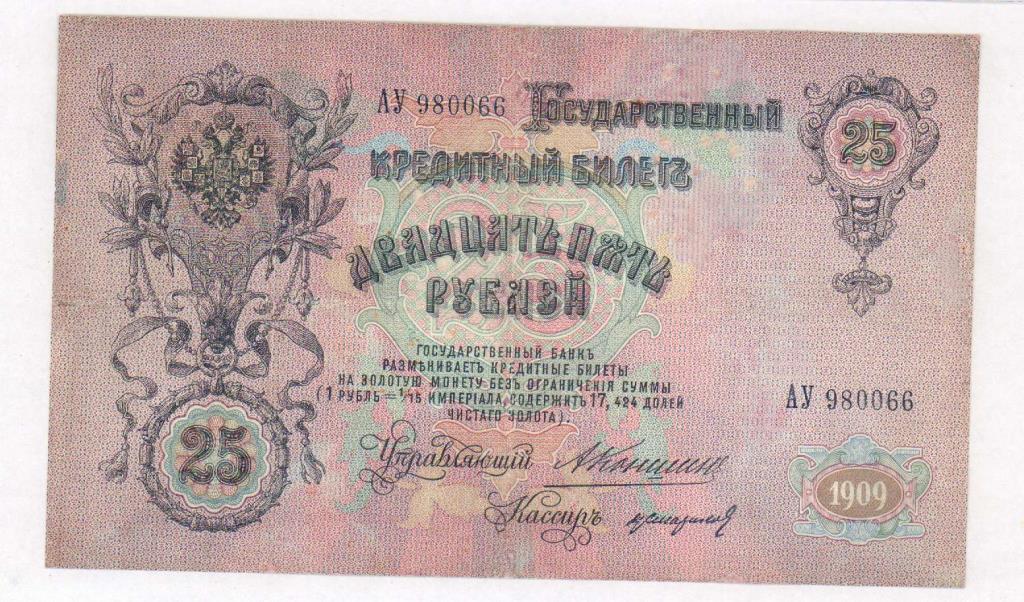 АУ 980066 ГОСУДАРСТВЕННЫЙ
25
КРЕДИТНЫЙ БИЛЕТЪ
ДВАДЦАТЬ ПЯТЬ
РУБЛЕЙ
ГОСУДАРСТВЕННЫЙ БАНКЪ
РАЗМѢНИВАЕТЪ КРЕДИТНЫЕ БИЛЕТЫ
НА ЗОЛОТУЮ МОНЕТУ БЕЗЪ ОГРАНИЧЕНІЯ СУММЫ
(1 РУБЛЬ = 1/15 ИМПЕРІАЛА, СОДЕРЖИТЪ 17,424 ДОЛЕЙ
ЧИСТАГО ЗОЛОТА).
АУ 980066
25
Управляющій АКоншинъ
1909
Кассиръ